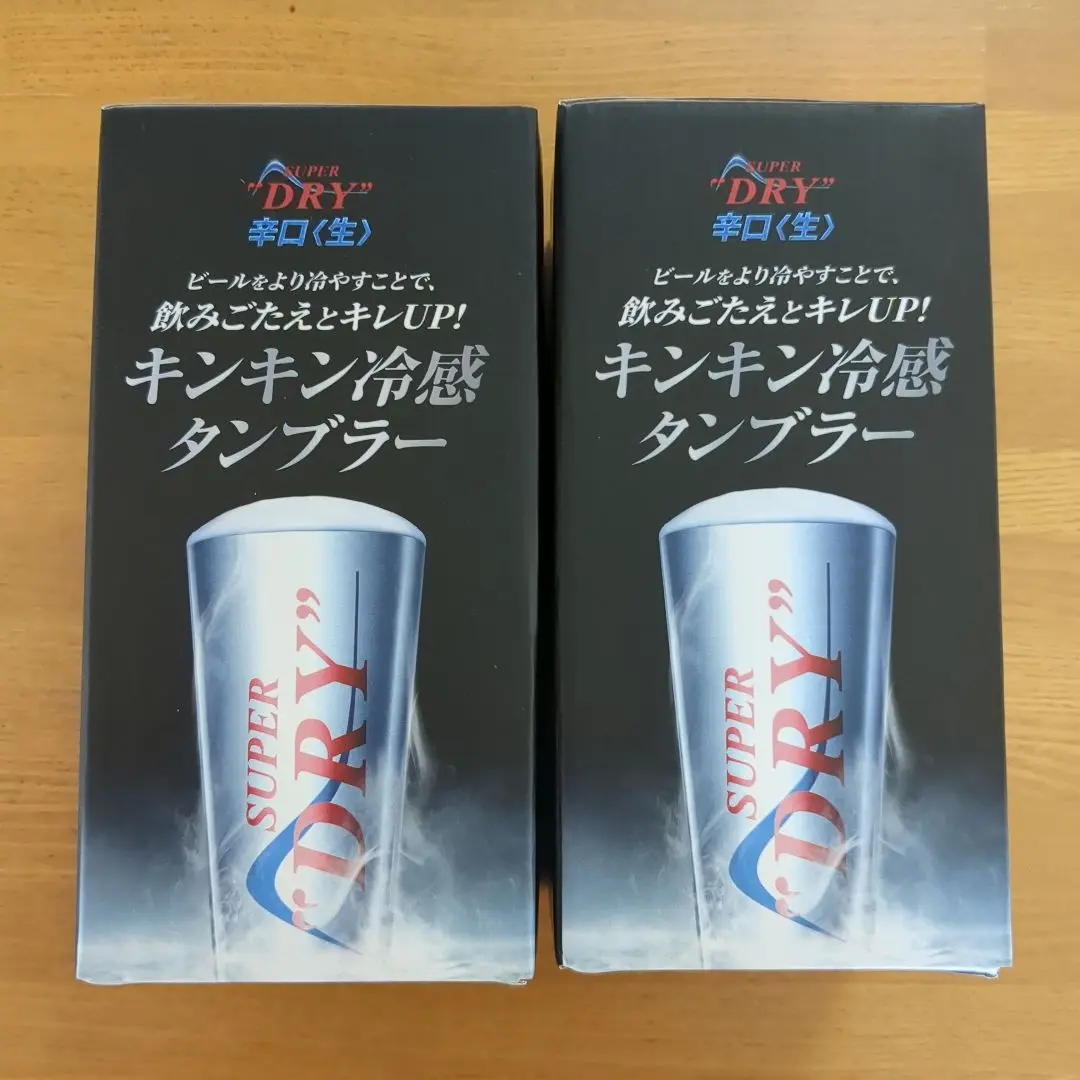 SUPER
"DRY"
辛口〈生〉
ビールをより冷やすことで、
飲みごたえとキレUP!
キンキン冷感
タンブラー
SUPER
"DRY"
SUPER
"DRY"
辛口〈生〉
ビールをより冷やすことで、
飲みごたえとキレUP!
キンキン冷感
タンブラー
SUPER
"DRY"